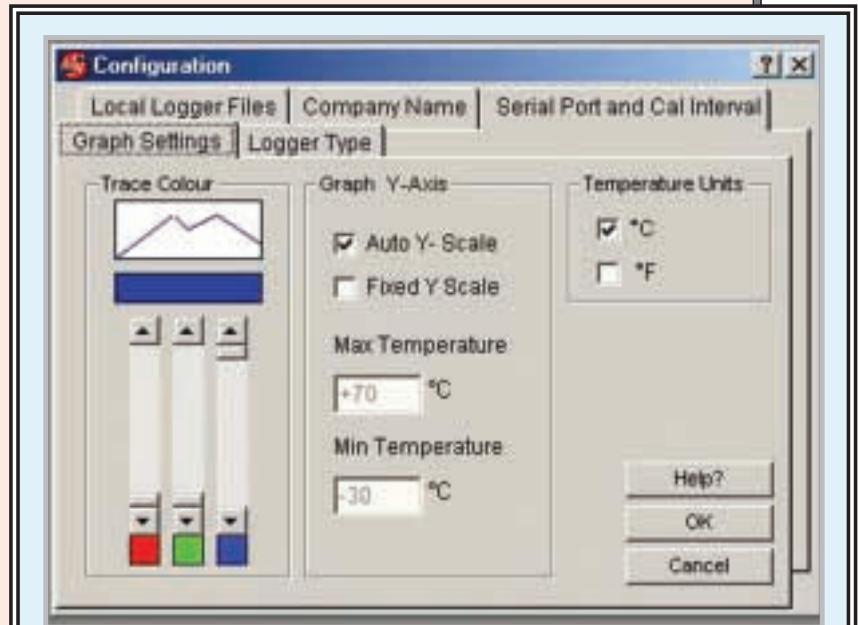 Configuration
Local Logger Files
Company Name
Serial Port and Cal Interval
Graph Settings
Logger Type
Trace Colour
Graph Y-Axis
Auto Y- Scale
Fixed Y Scale
Max Temperature
+70 °C
Min Temperature
-30 °C
Temperature Units
°C
°F
Help?
OK
Cancel